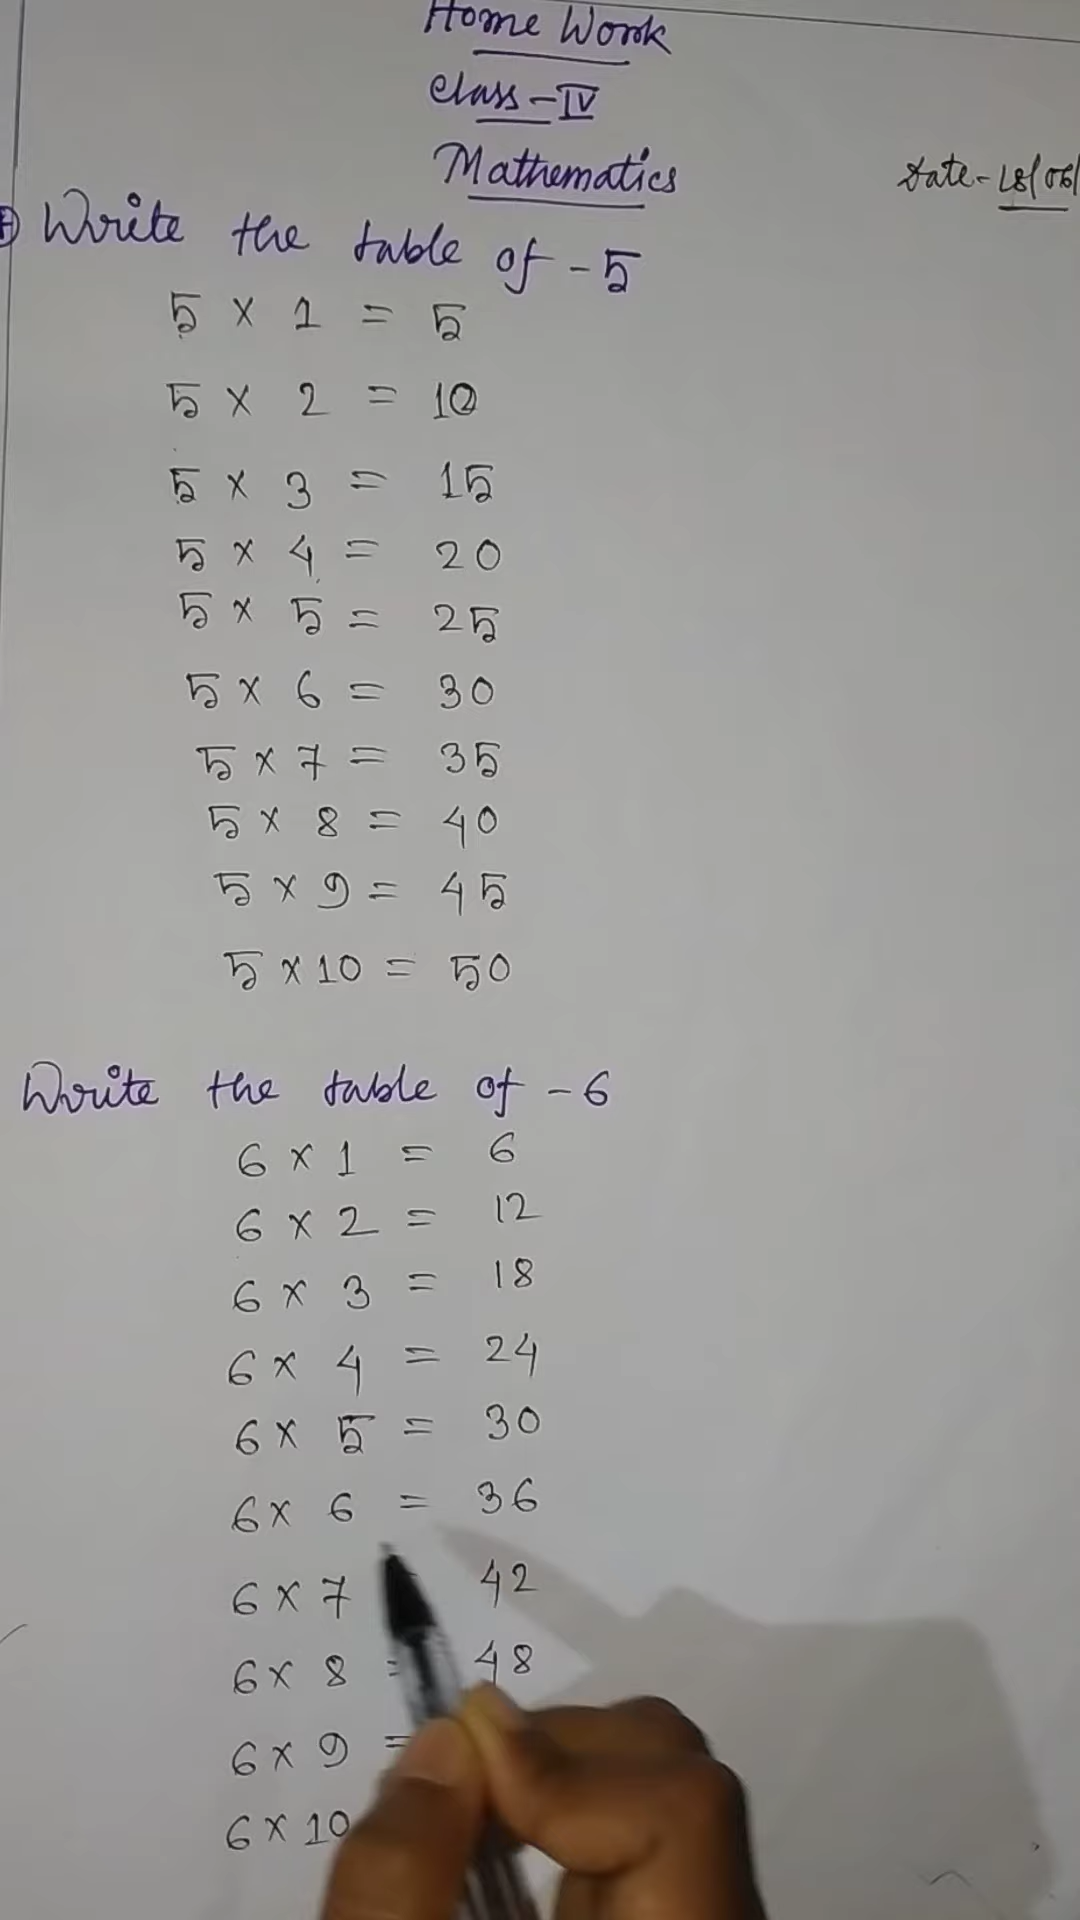 Home Work
Class - IV
Mathematics
Date - 18/06/
Write the table of - 5
5 × 1 = 5
5 × 2 = 10
5 × 3 = 15
5 × 4 = 20
5 × 5 = 25
5 × 6 = 30
5 × 7 = 35
5 × 8 = 40
5 × 9 = 45
5 × 10 = 50
Write the table of - 6
6 × 1 = 6
6 × 2 = 12
6 × 3 = 18
6 × 4 = 24
6 × 5 = 30
6 × 6 = 36
6 × 7 42
6 × 8 = 48
6 × 9 =
6 × 10